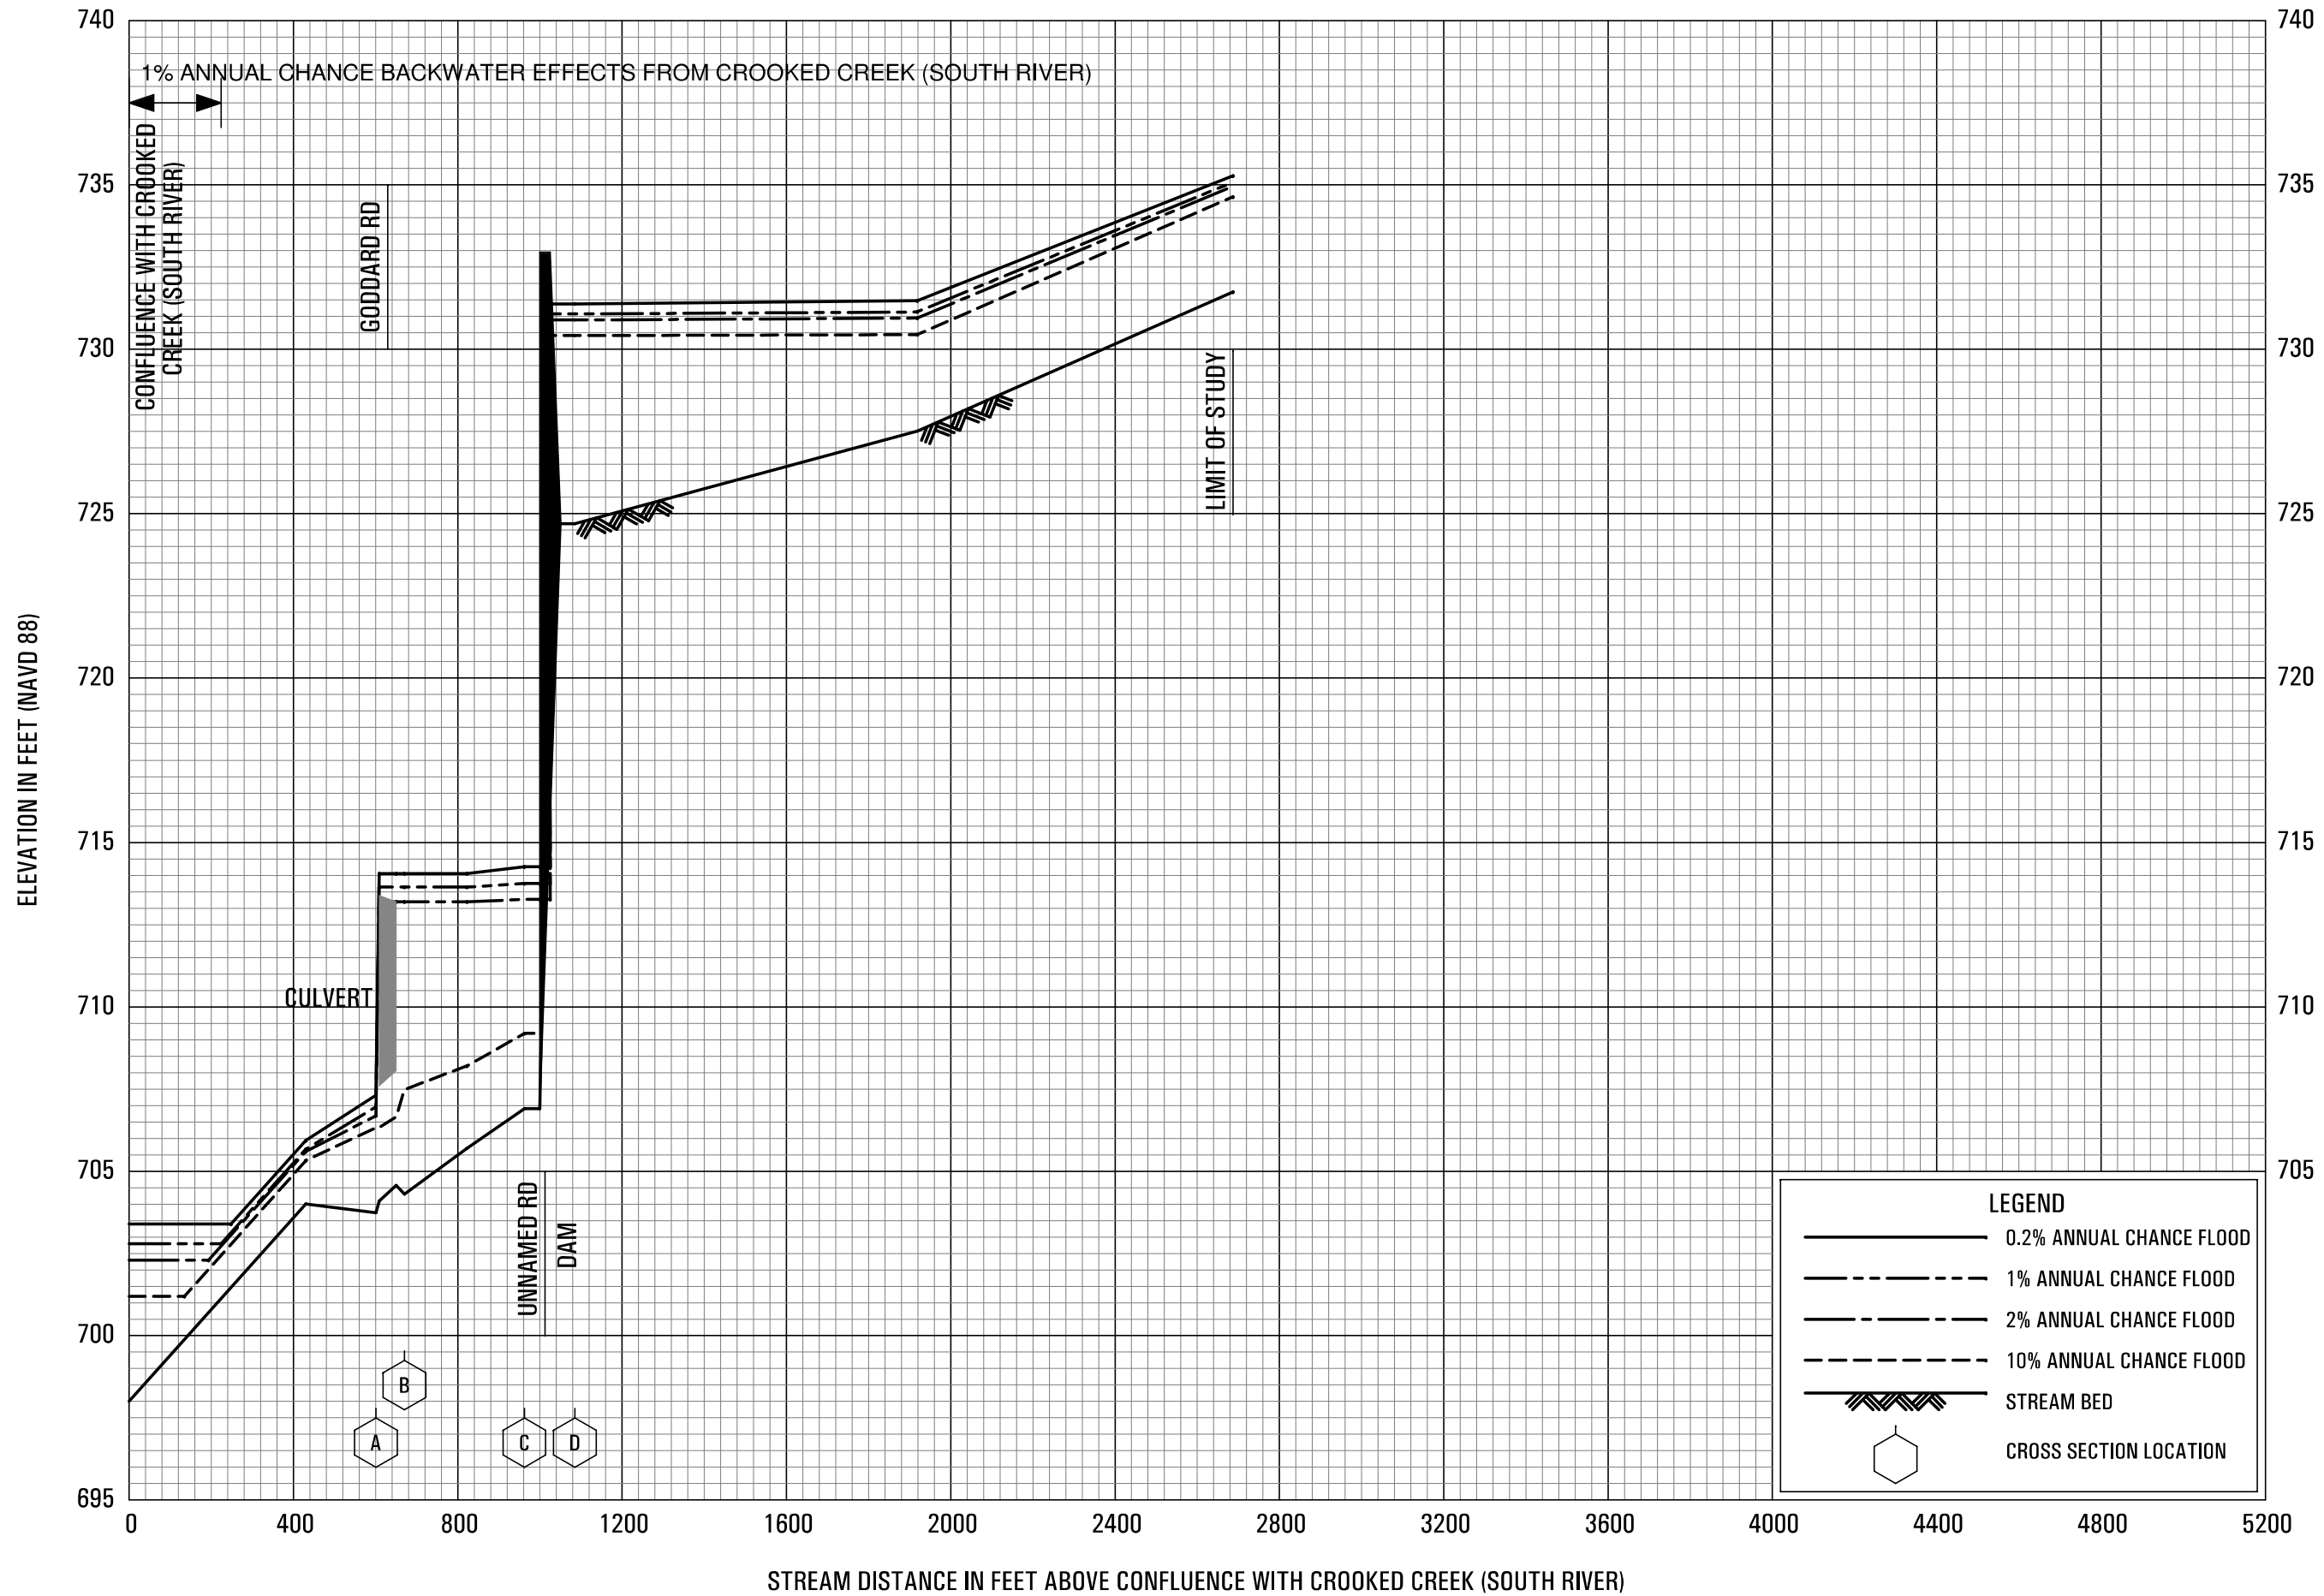 740
740
1% ANNUAL CHANCE BACKWATER EFFECTS FROM CROOKED CREEK (SOUTH RIVER)
CONFLUENCE WITH CROOKED
CREEK (SOUTH RIVER)
GODDARD RD
735
735
730
730
LIMIT OF STUDY
725
725
720
720
715
715
CULVERT
710
710
705
705
UNNAMED RD
DAM
700
695
A
B
C
D
ELEVATION IN FEET (NAVD 88)
LEGEND
0.2% ANNUAL CHANCE FLOOD
1% ANNUAL CHANCE FLOOD
2% ANNUAL CHANCE FLOOD
10% ANNUAL CHANCE FLOOD
STREAM BED
CROSS SECTION LOCATION
0 400 800 1200 1600 2000 2400 2800 3200 3600 4000 4400 4800 5200
STREAM DISTANCE IN FEET ABOVE CONFLUENCE WITH CROOKED CREEK (SOUTH RIVER)